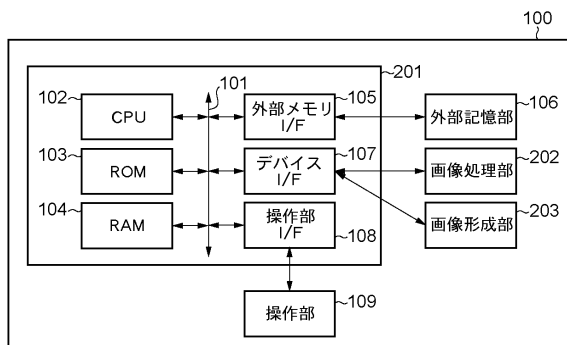 100
201
102
101
105
106
CPU
外部メモリ
I/F
外部記憶部
103
107
202
ROM
デバイス
I/F
画像処理部
104
203
RAM
操作部
I/F
画像形成部
108
109
操作部